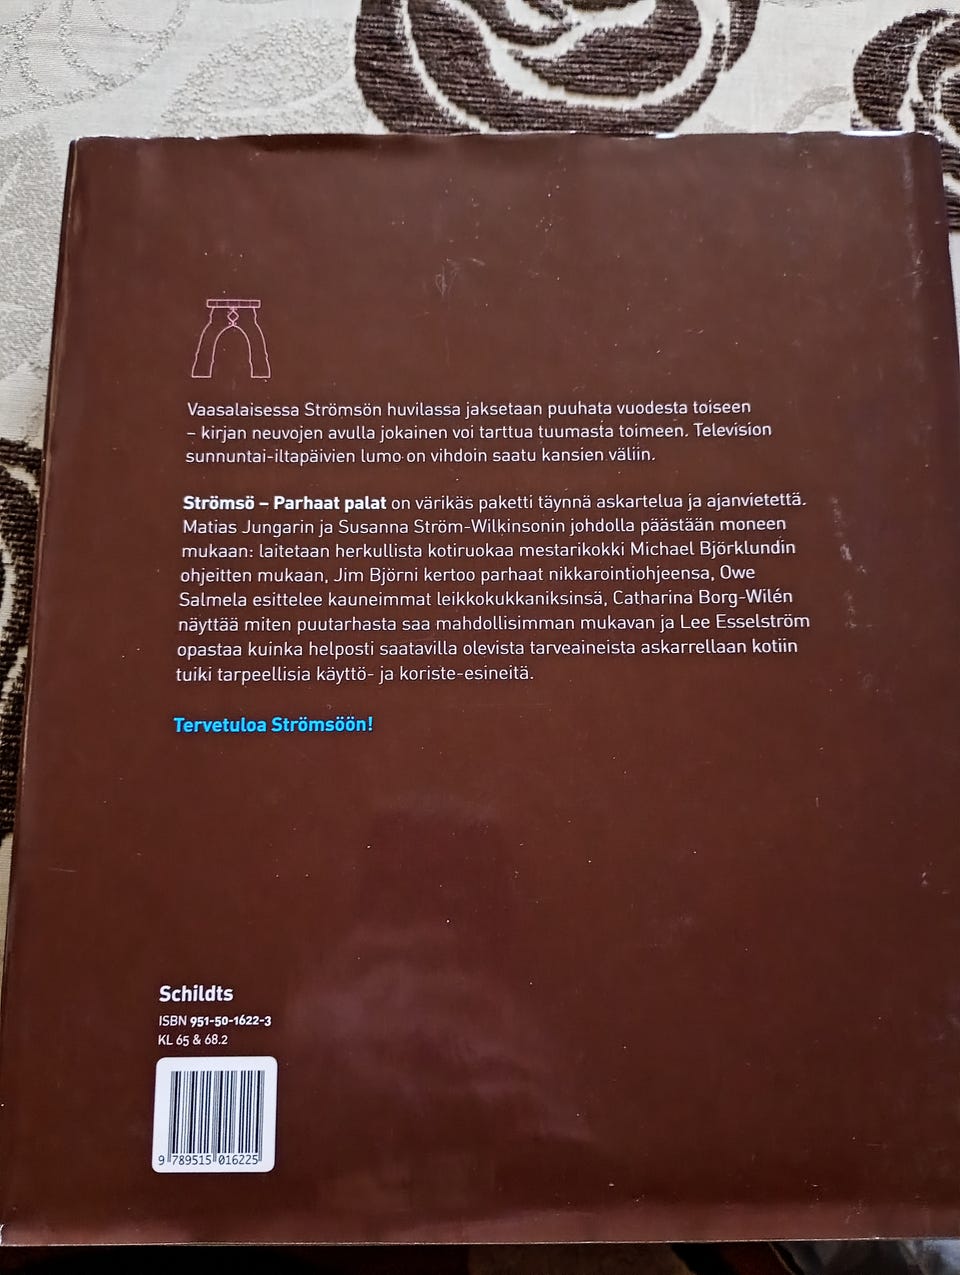 Vaasalaisessa Strömsön huvilassa jaksetaan puuhata vuodesta toiseen
– kirjan neuvojen avulla jokainen voi tarttua tuumasta toimeen. Television
sunnuntai-iltapäivien lumo on vihdoin saatu kansien väliin.
Strömsö – Parhaat palat on värikäs paketti täynnä askartelua ja ajanvietettä.
Matias Jungarin ja Susanna Ström-Wilkinsonin johdolla päästään moneen
mukaan: laitetaan herkullista kotiruokaa mestarikokki Michael Björklundin
ohjeitten mukaan, Jim Björni kertoo parhaat nikkarointiohjeensa, Owe
Salmela esittelee kauneimmat leikkokukkaniksinsä, Catharina Borg-Wilén
näyttää miten puutarhasta saa mahdollisimman mukavan ja Lee Esselström
opastaa kuinka helposti saatavilla olevista tarveaineista askarrellaan kotiin
tuiki tarpeellisia käyttö- ja koriste-esineitä.
Tervetuloa Strömsöön!
Schildts
ISBN 951-50-1622-3
KL 65 & 68.2
9 789515 016225